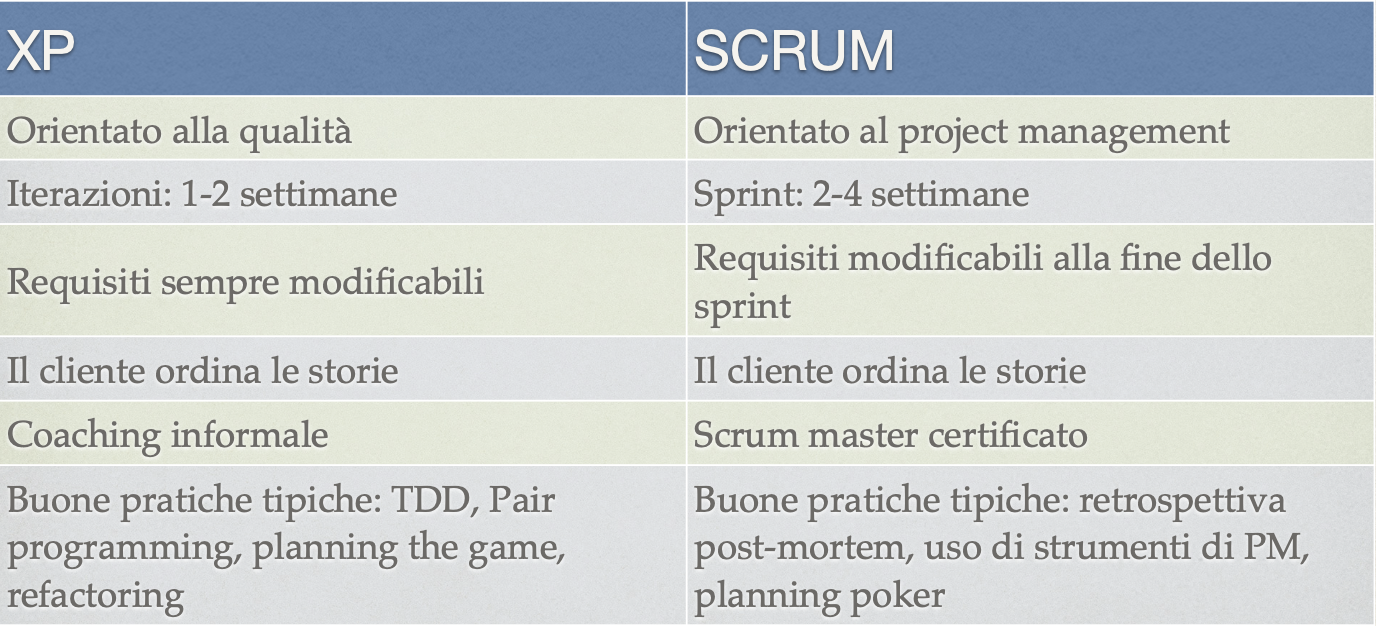 XP
SCRUM
Orientato alla qualità
Orientato al project management
Iterazioni: 1-2 settimane
Sprint: 2-4 settimane
Requisiti sempre modificabili
Requisiti modificabili alla fine dello
sprint
Il cliente ordina le storie
Il cliente ordina le storie
Coaching informale
Scrum master certificato
Buone pratiche tipiche: TDD, Pair
programming, planning the game,
refactoring
Buone pratiche tipiche: retrospettiva
post-mortem, uso di strumenti di PM,
planning poker